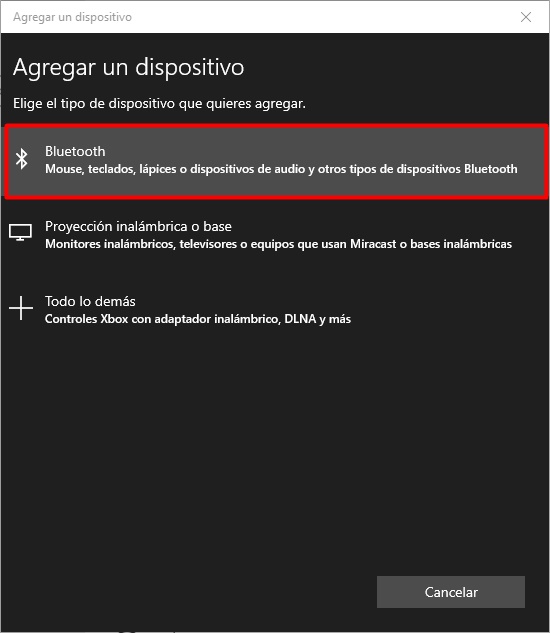 Agregar un dispositivo
Agregar un dispositivo
Elige el tipo de dispositivo que quieres agregar.
Bluetooth
Mouse, teclados, lápices o dispositivos de audio y otros tipos de dispositivos Bluetooth
Proyección inalámbrica o base
Monitores inalámbricos, televisores o equipos que usan Miracast o bases inalámbricas
Todo lo demás
Controles Xbox con adaptador inalámbrico, DLNA y más
Cancelar